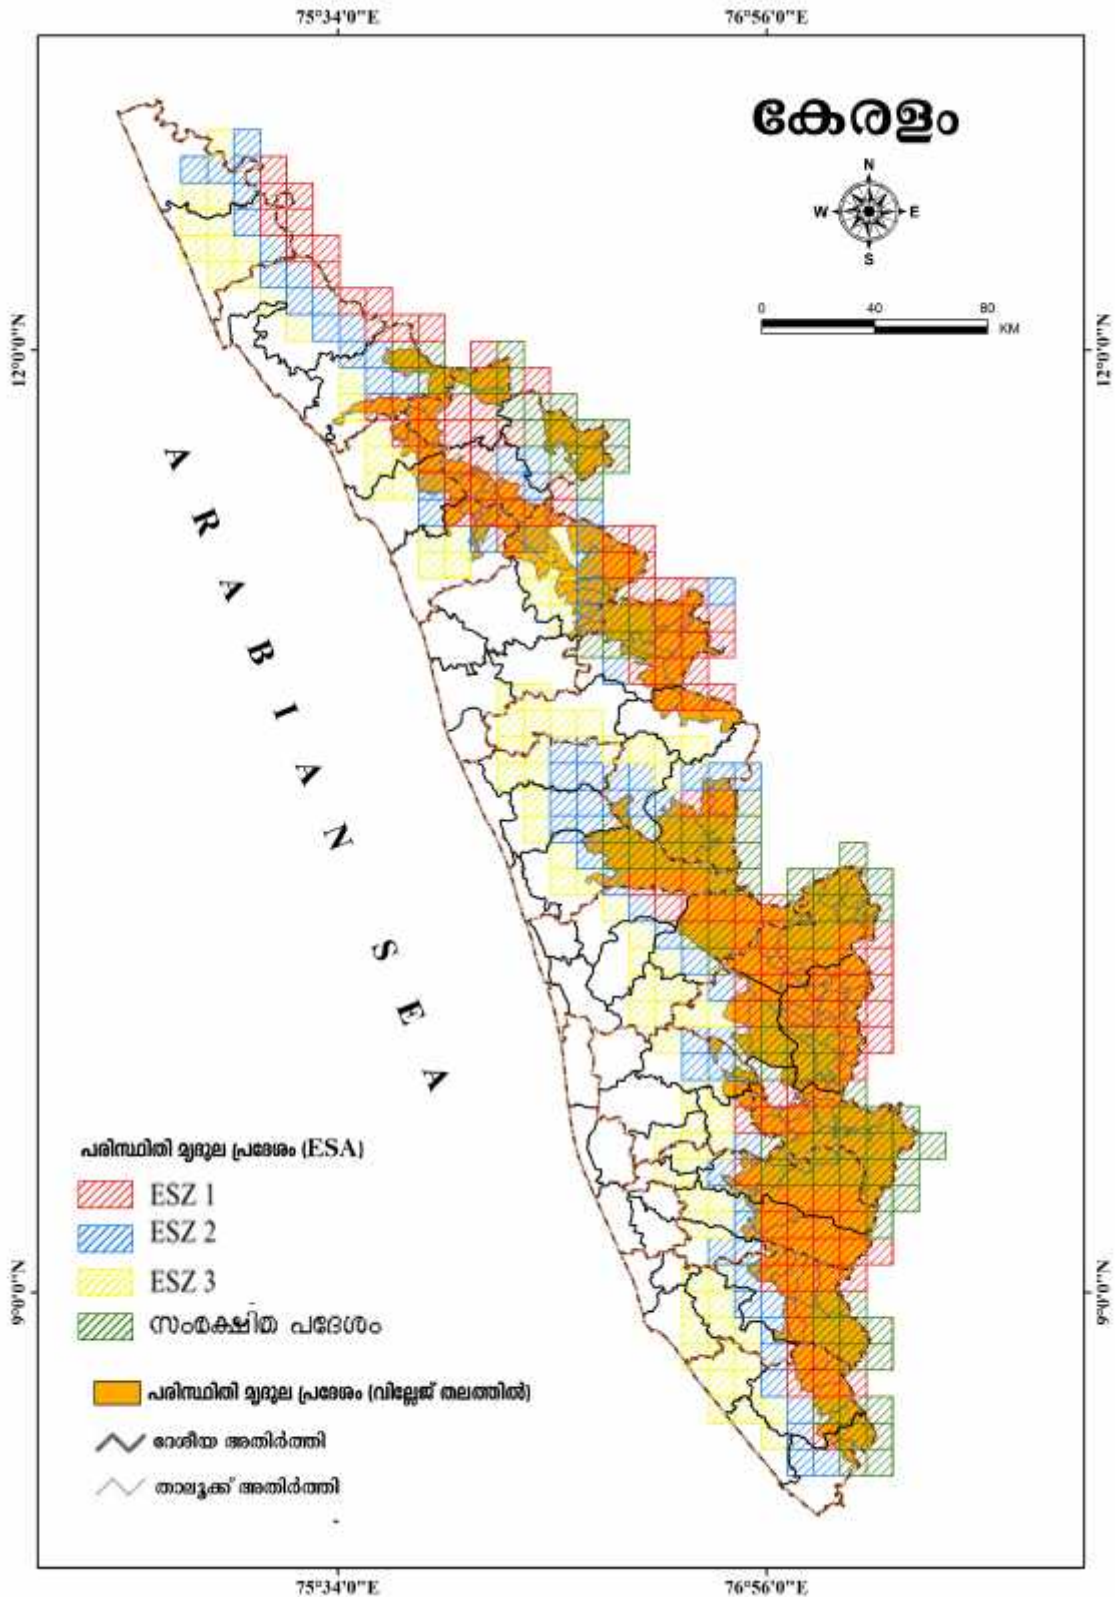 75°34'0"E 76°56'0"E
കേരളം
N
W E
S
0 40 80
KM
12°0'0"N 12°0'0"N
ARABIAN SEA
പരിസ്ഥിതി മൃദുല പ്രദേശം (ESA)
ESZ 1
ESZ 2
ESZ 3
9°0'0"N 9°0'0"N
പരിസ്ഥിതി മൃദുല പ്രദേശം (വില്ലേജ് തലത്തിൽ)
ദേശീയ അതിർത്തി
താലൂക്ക് അതിർത്തി
75°34'0"E 76°56'0"E